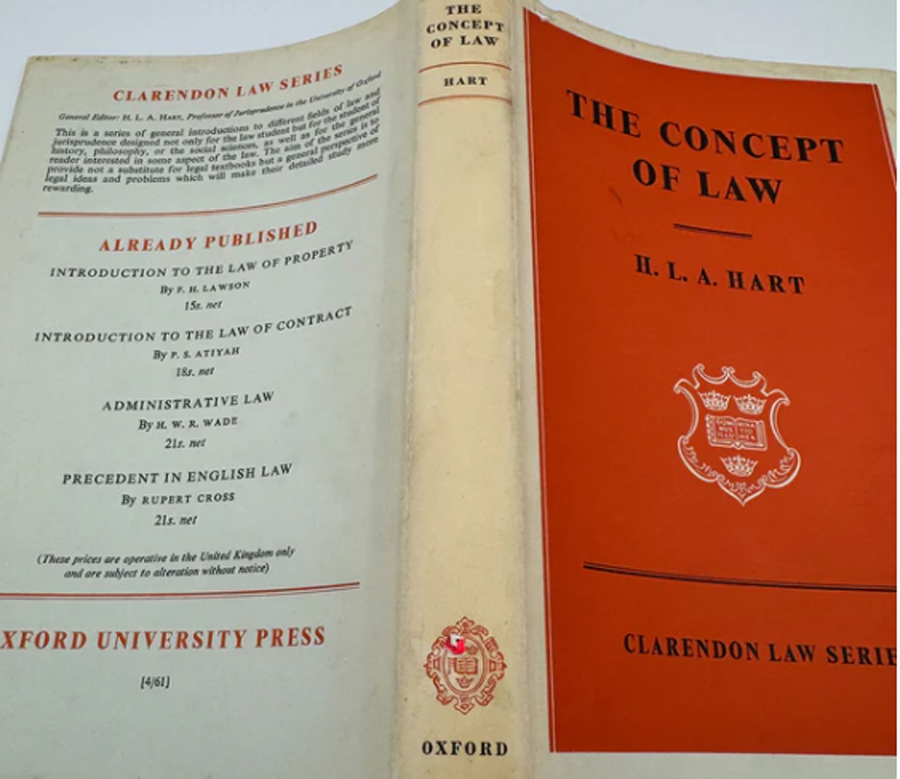 CLARENDON LAW SERIES
General Editor: H. L. A. HART, Professor of Jurisprudence in the University of Oxford
This is a series of general introductions to different fields of law and
jurisprudence designed not only for the law student but for the student of
history, philosophy, or the social sciences, as well as for the general
reader interested in some aspect of the law. The aim of the series is to
provide not a substitute for legal textbooks but a general perspective of
legal ideas and problems which will make their detailed study more
rewarding.
ALREADY PUBLISHED
INTRODUCTION TO THE LAW OF PROPERTY
By F. H. LAWSON
15s. net
INTRODUCTION TO THE LAW OF CONTRACT
By P. S. ATIYAH
18s. net
ADMINISTRATIVE LAW
By H. W. R. WADE
21s. net
PRECEDENT IN ENGLISH LAW
By RUPERT CROSS
21s. net
(These prices are operative in the United Kingdom only
and are subject to alteration without notice)
XFORD UNIVERSITY PRESS
[4/61]
THE
CONCEPT
OF LAW
HART
OXFORD
THE CONCEPT
OF LAW
H. L. A. HART
CLARENDON LAW SERIE